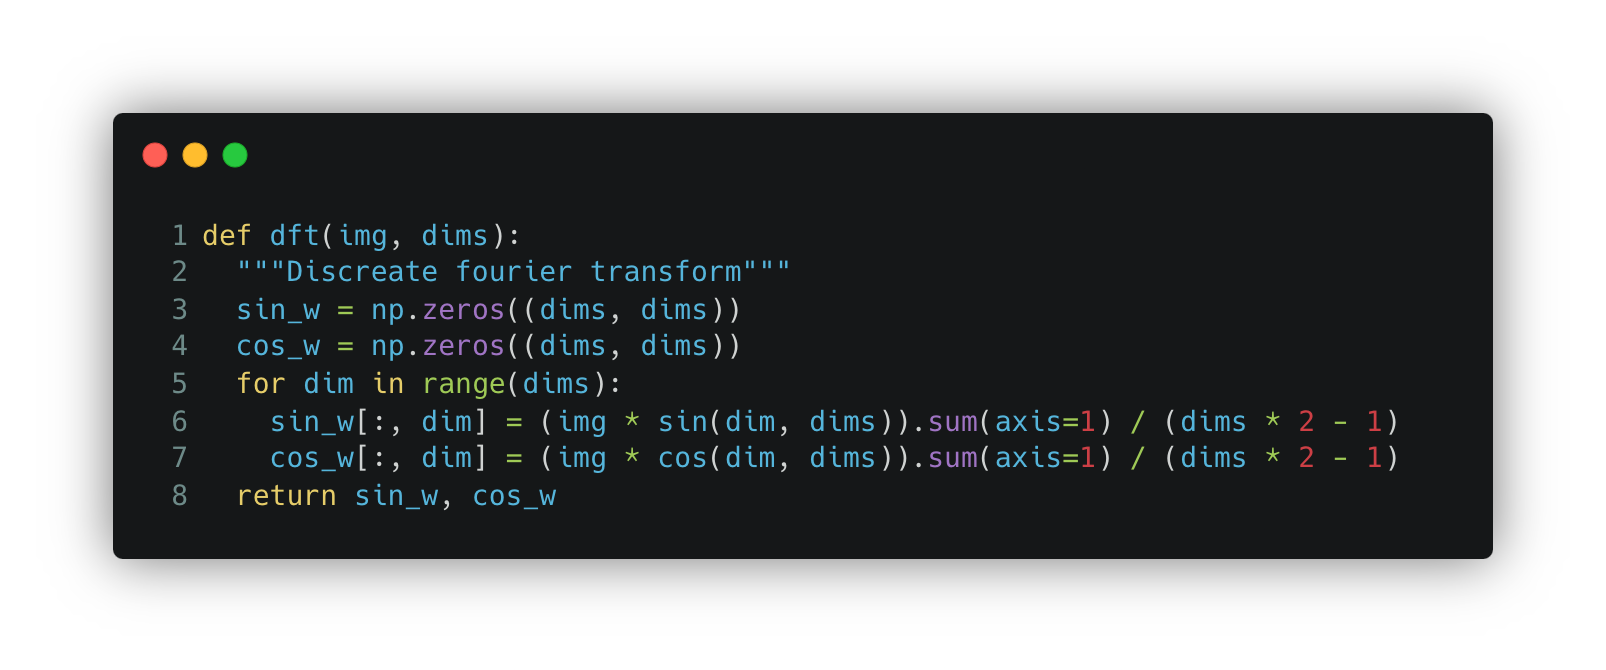 1 def dft(img, dims):
2   """Discreate fourier transform"""
3   sin_w = np.zeros((dims, dims))
4   cos_w = np.zeros((dims, dims))
5   for dim in range(dims):
6     sin_w[:, dim] = (img * sin(dim, dims)).sum(axis=1) / (dims * 2 - 1)
7     cos_w[:, dim] = (img * cos(dim, dims)).sum(axis=1) / (dims * 2 - 1)
8   return sin_w, cos_w